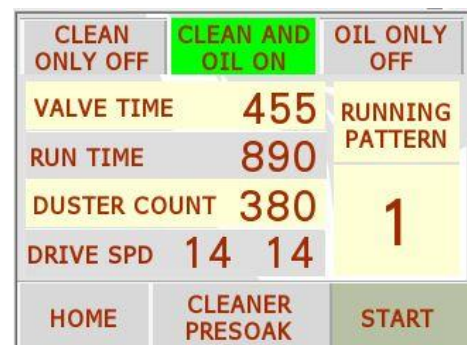 CLEAN
ONLY OFF
CLEAN AND
OIL ON
OIL ONLY
OFF
VALVE TIME 455
RUN TIME 890
DUSTER COUNT 380
DRIVE SPD 14 14
RUNNING
PATTERN
1
HOME
CLEANER
PRESOAK
START